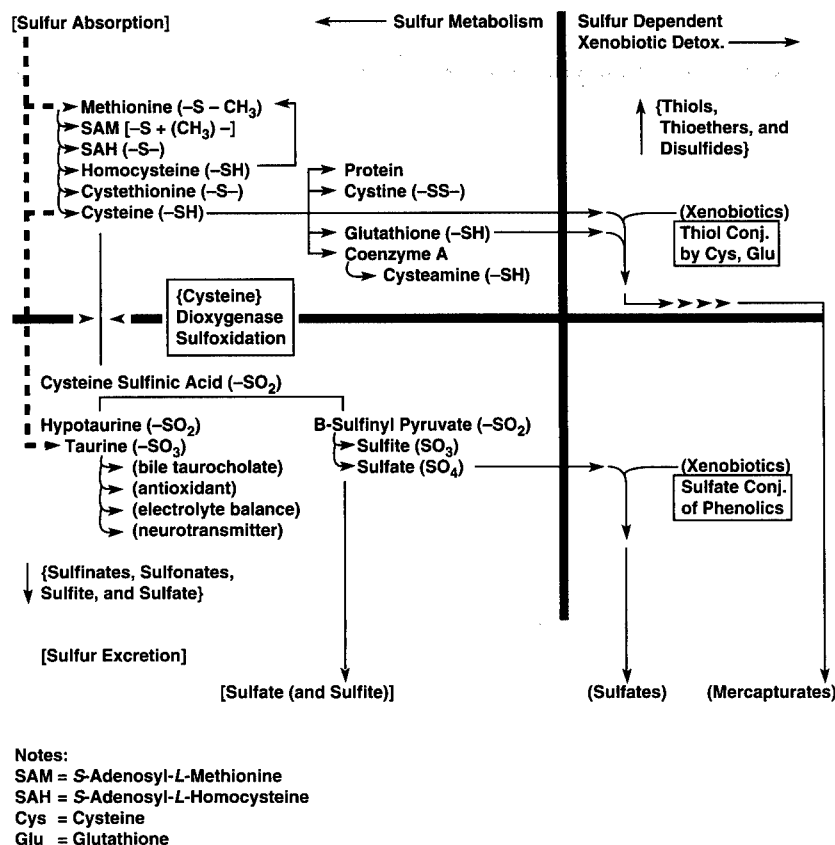 [Sulfur Absorption]
Sulfur Metabolism
Sulfur Dependent
Xenobiotic Detox.
Methionine (–S – CH3)
SAM [–S + (CH3) –]
SAH (–S–)
Homocysteine (–SH)
Cystethionine (–S–)
Cysteine (–SH)
Protein
Cystine (–SS–)
Glutathione (–SH)
Coenzyme A
Cysteamine (–SH)
{Thiols,
Thioethers, and
Disulfides}
(Xenobiotics)
Thiol Conj.
by Cys, Glu
{Cysteine}
Dioxygenase
Sulfoxidation
Cysteine Sulfinic Acid (–SO2)
Hypotaurine (–SO2)
Taurine (–SO3)
(bile taurocholate)
(antioxidant)
(electrolyte balance)
(neurotransmitter)
B-Sulfinyl Pyruvate (–SO2)
Sulfite (SO3)
Sulfate (SO4)
(Xenobiotics)
Sulfate Conj.
of Phenolics
{Sulfinates, Sulfonates,
Sulfite, and Sulfate}
[Sulfur Excretion]
[Sulfate (and Sulfite)]
(Sulfates)
(Mercapturates)
Notes:
SAM = S-Adenosyl-L-Methionine
SAH = S-Adenosyl-L-Homocysteine
Cys = Cysteine
Glu = Glutathione